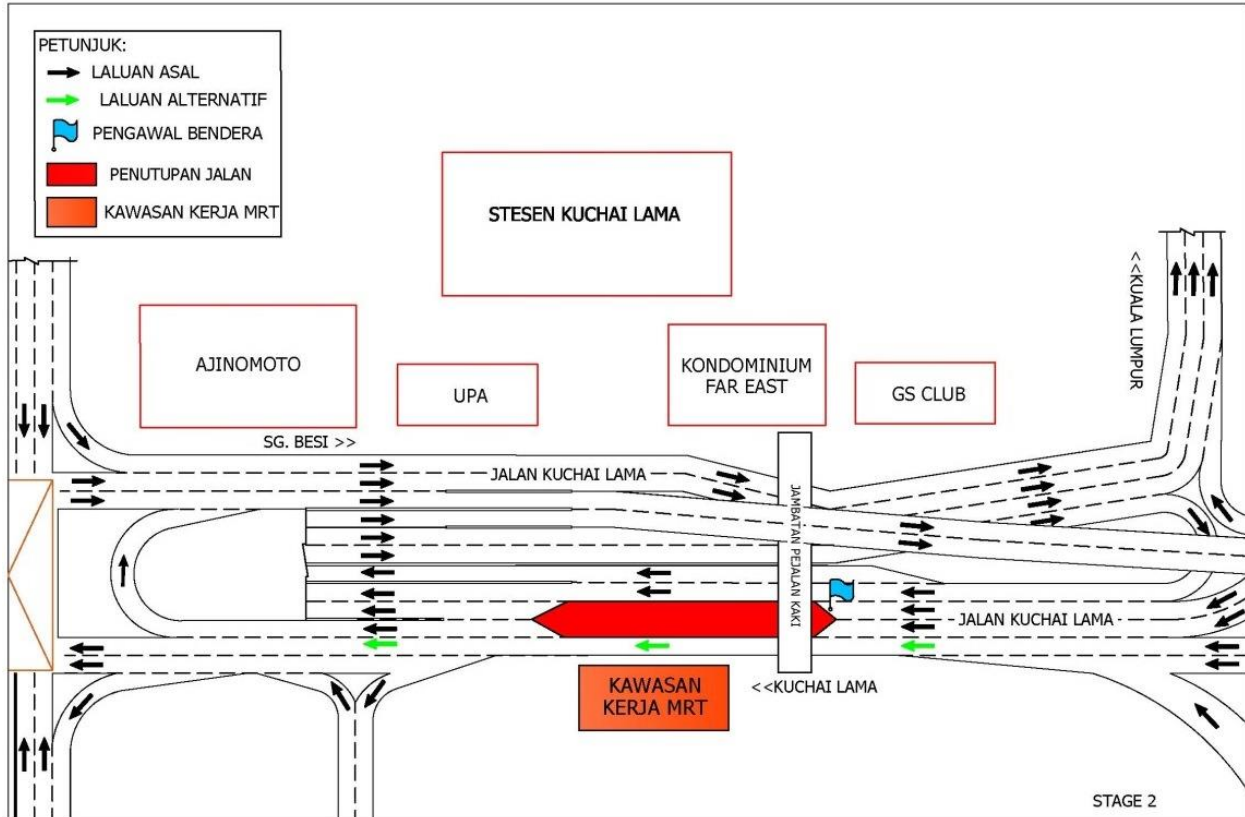 PETUNJUK:
LALUAN ASAL
LALUAN ALTERNATIF
PENGAWAL BENDERA
PENUTUPAN JALAN
KAWASAN KERJA MRT
STESEN KUCHAI LAMA
<<KUALA LUMPUR
AJINOMOTO
UPA
KONDOMINIUM
FAR EAST
GS CLUB
SG. BESI >>
JALAN KUCHAI LAMA
JAMBATAN PEJALAN KAKI
JALAN KUCHAI LAMA
KAWASAN
KERJA MRT
<<KUCHAI LAMA
STAGE 2